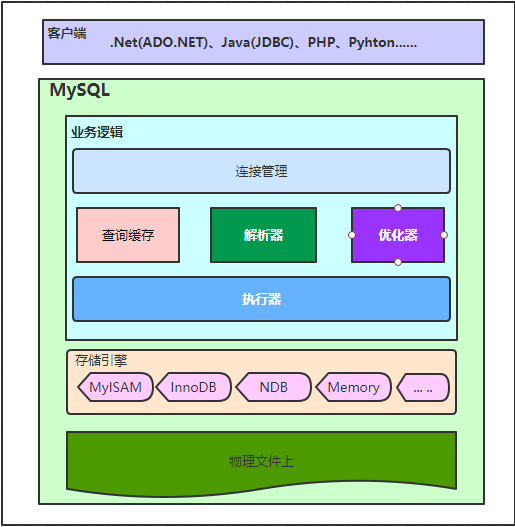 客户端
.Net(ADO.NET)、Java(JDBC)、PHP、Pyhton......
MySQL
业务逻辑
连接管理
查询缓存
解析器
优化器
执行器
存储引擎
MyISAM
InnoDB
NDB
Memory
... ..
物理文件上